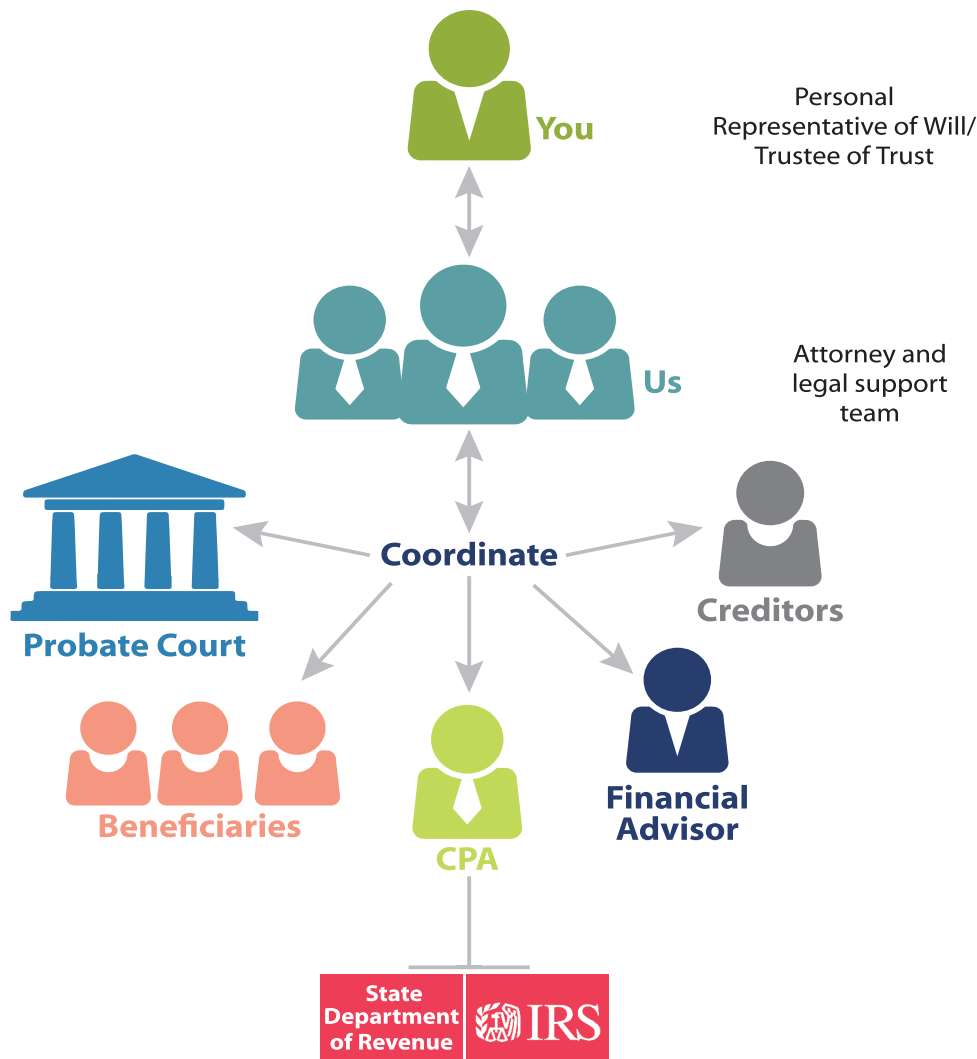 You
Personal
Representative of Will/
Trustee of Trust
Us
Attorney and
legal support
team
Coordinate
Probate Court
Creditors
Beneficiaries
CPA
Financial
Advisor
State
Department
of Revenue
IRS